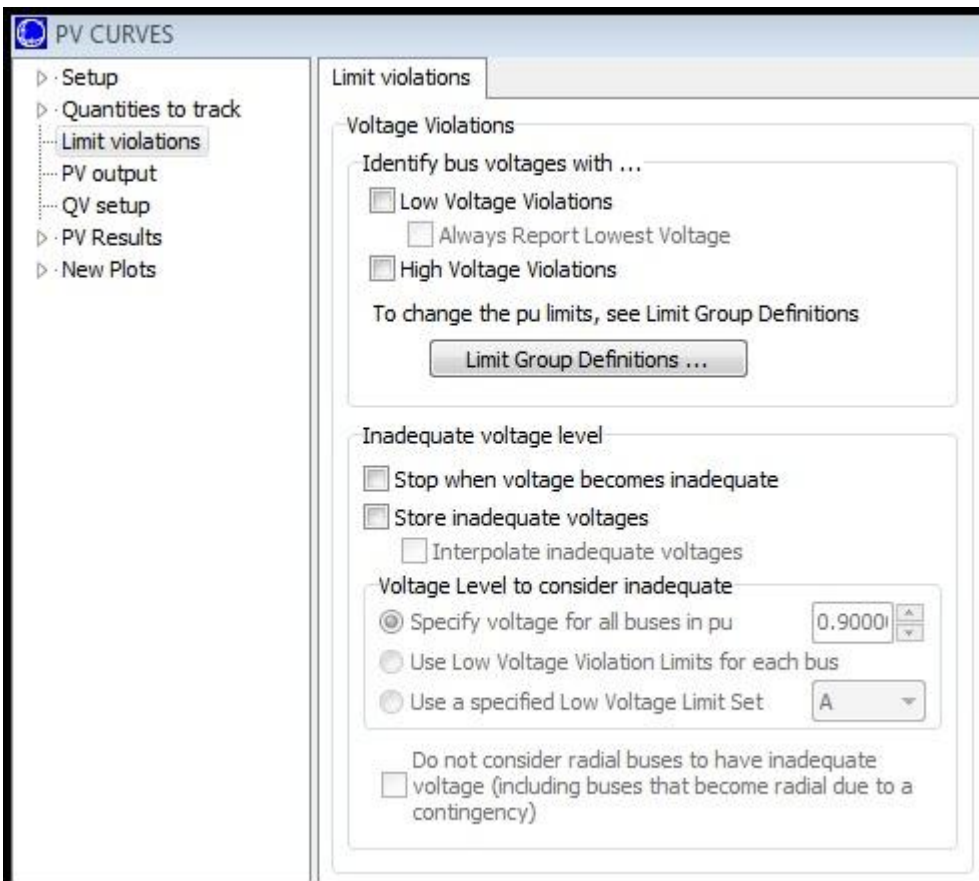 PV CURVES
Setup
Quantities to track
Limit violations
PV output
QV setup
PV Results
New Plots
Limit violations
Voltage Violations
Identify bus voltages with ...
Low Voltage Violations
Always Report Lowest Voltage
High Voltage Violations
To change the pu limits, see Limit Group Definitions
Limit Group Definitions ...
Inadequate voltage level
Stop when voltage becomes inadequate
Store inadequate voltages
Interpolate inadequate voltages
Voltage Level to consider inadequate
Specify voltage for all buses in pu 0.9000
Use Low Voltage Violation Limits for each bus
Use a specified Low Voltage Limit Set A
Do not consider radial buses to have inadequate
voltage (including buses that become radial due to a
contingency)